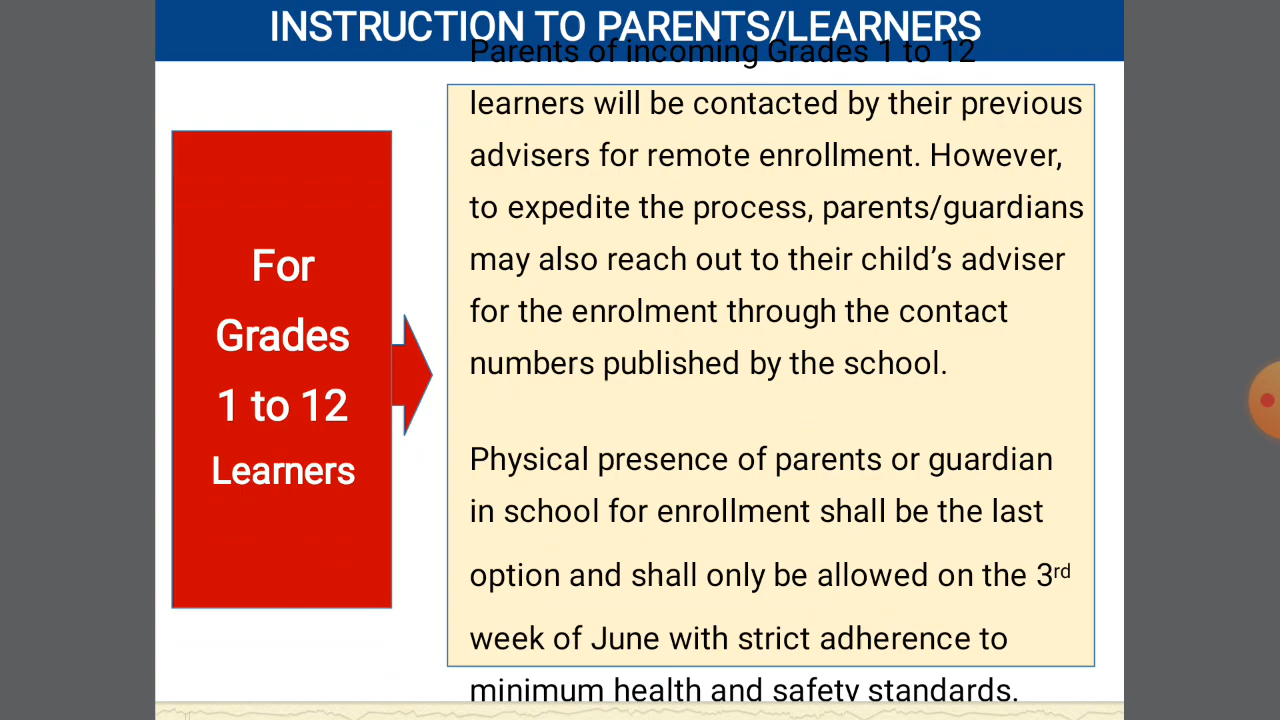 INSTRUCTION TO PARENTS/LEARNERS
For
Grades
1 to 12
Learners
Parents of incoming Grades 1 to 12
learners will be contacted by their previous
advisers for remote enrollment. However,
to expedite the process, parents/guardians
may also reach out to their child’s adviser
for the enrolment through the contact
numbers published by the school.
Physical presence of parents or guardian
in school for enrollment shall be the last
option and shall only be allowed on the 3rd
week of June with strict adherence to
minimum health and safety standards.